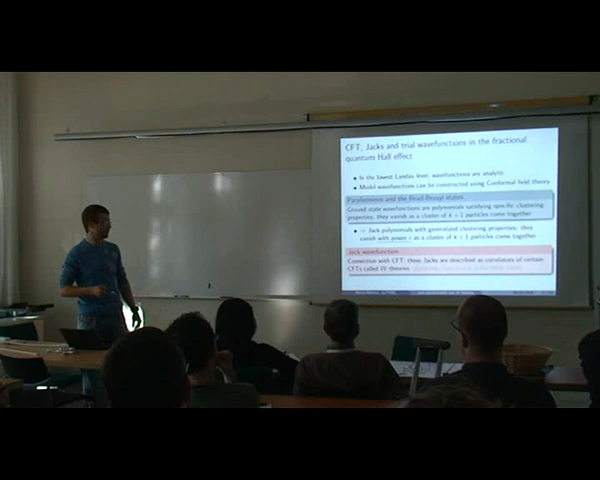 CFT, Jacks and trial wavefunctions in the fractional
quantum Hall effect
• In the lowest Landau level, wavefunctions are analytic.
• Model wavefunctions can be constructed using Conformal field theory
Parafermions and the Read-Rezayi states
Ground state wavefunctions are polynomials satisfying specific clustering
properties: they vanish as a cluster of k + 1 particles come together
• ⇒ Jack polynomials with generalized clustering properties: they
vanish with power r as a cluster of k + 1 particles come together
Jack wavefunction
Connection with CFT: these Jacks are described as correlators of certain
CFTs called W theories